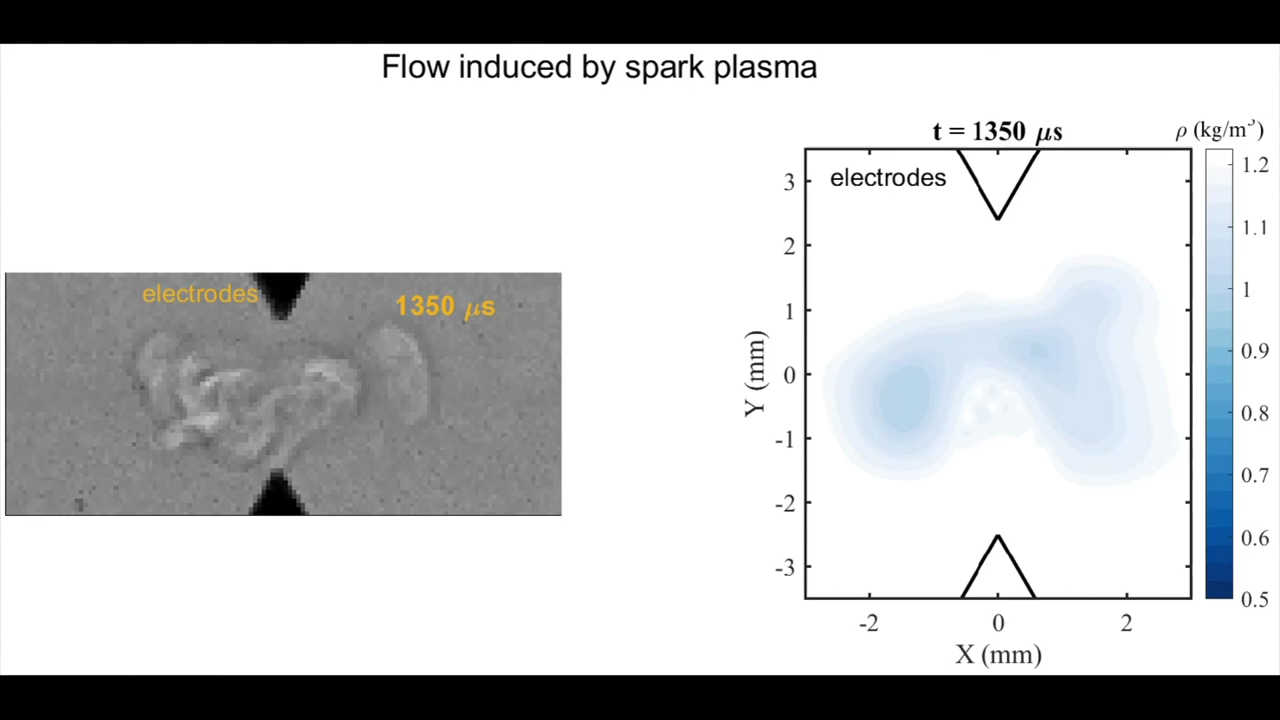 Flow induced by spark plasma
electrodes
1350 μs
t = 1350 μs
ρ (kg/m³)
electrodes
3
2
1
0
-1
-2
-3
Y (mm)
-2
0
2
X (mm)
1.2
1.1
1
0.9
0.8
0.7
0.6
0.5